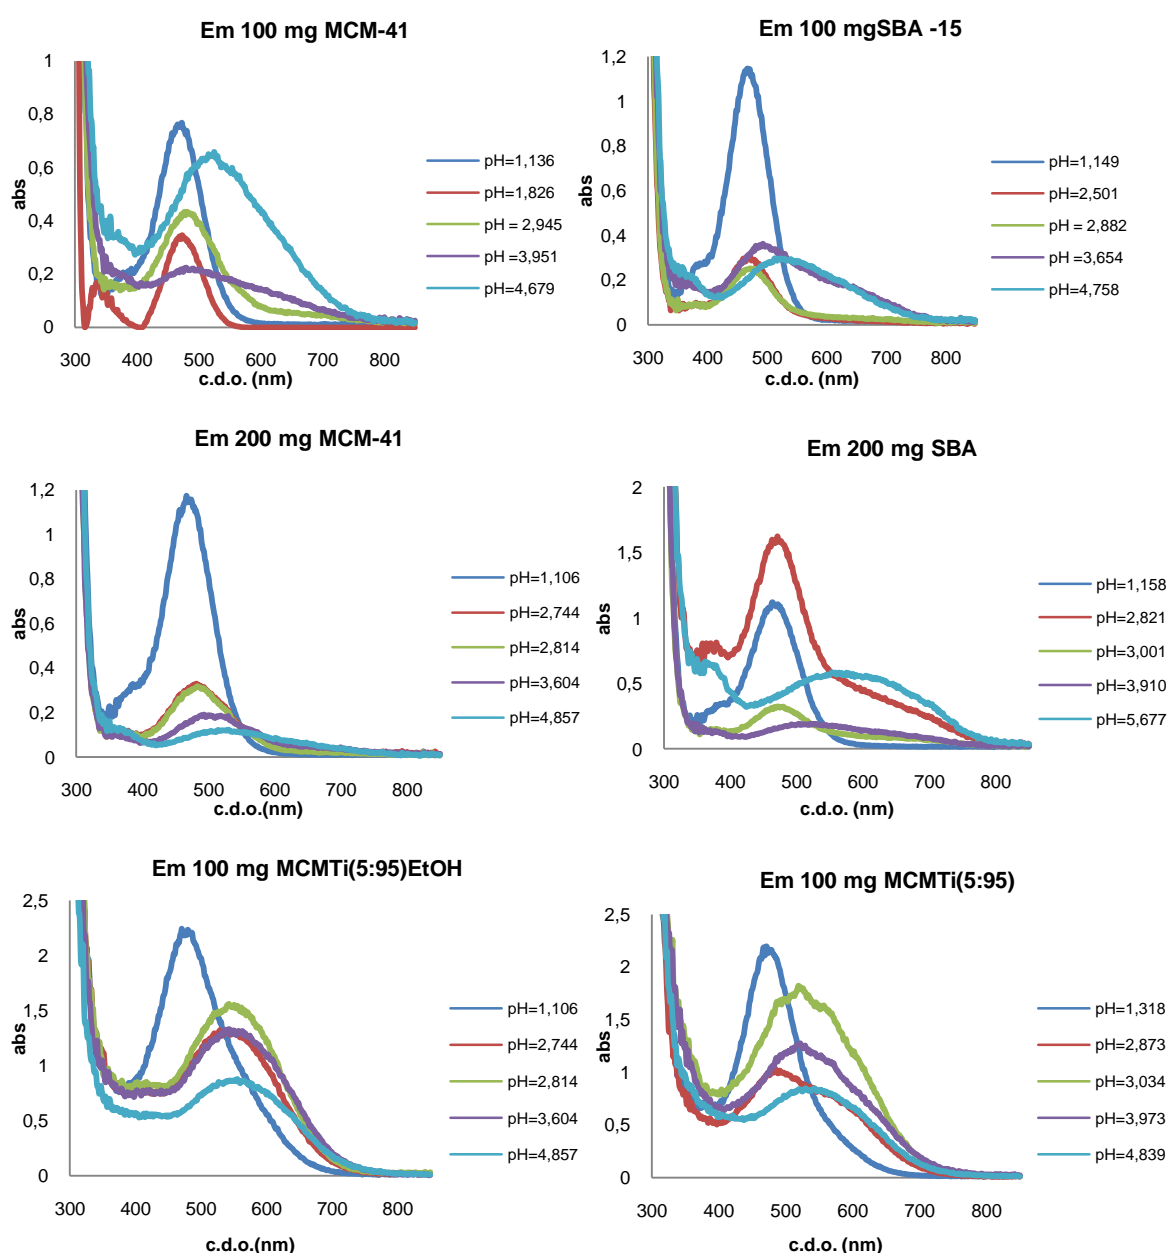 Em 100 mg MCM-41
1
0,8
0,6
0,4
0,2
0
abs
300 400 500 600 700 800
c.d.o. (nm)
pH=1,136
pH=1,826
pH = 2,945
pH =3,951
pH=4,679
Em 100 mgSBA -15
1,2
1
0,8
0,6
0,4
0,2
0
abs
300 400 500 600 700 800
c.d.o. (nm)
pH=1,149
pH=2,501
pH = 2,882
pH =3,654
pH=4,758
Em 200 mg MCM-41
1,2
1
0,8
0,6
0,4
0,2
0
abs
300 400 500 600 700 800
c.d.o.(nm)
pH=1,106
pH=2,744
pH=2,814
pH=3,604
pH=4,857
Em 200 mg SBA
2
1,5
1
0,5
0
abs
300 400 500 600 700 800
c.d.o. (nm)
pH=1,158
pH=2,821
pH=3,001
pH=3,910
pH=5,677
Em 100 mg MCMTi(5:95)EtOH
2,5
2
1,5
1
0,5
0
abs
300 400 500 600 700 800
c.d.o.(nm)
pH=1,106
pH=2,744
pH=2,814
pH=3,604
pH=4,857
Em 100 mg MCMTi(5:95)
2,5
2
1,5
1
0,5
0
abs
300 400 500 600 700 800
c.d.o. (nm)
pH=1,318
pH=2,873
pH=3,034
pH=3,973
pH=4,839